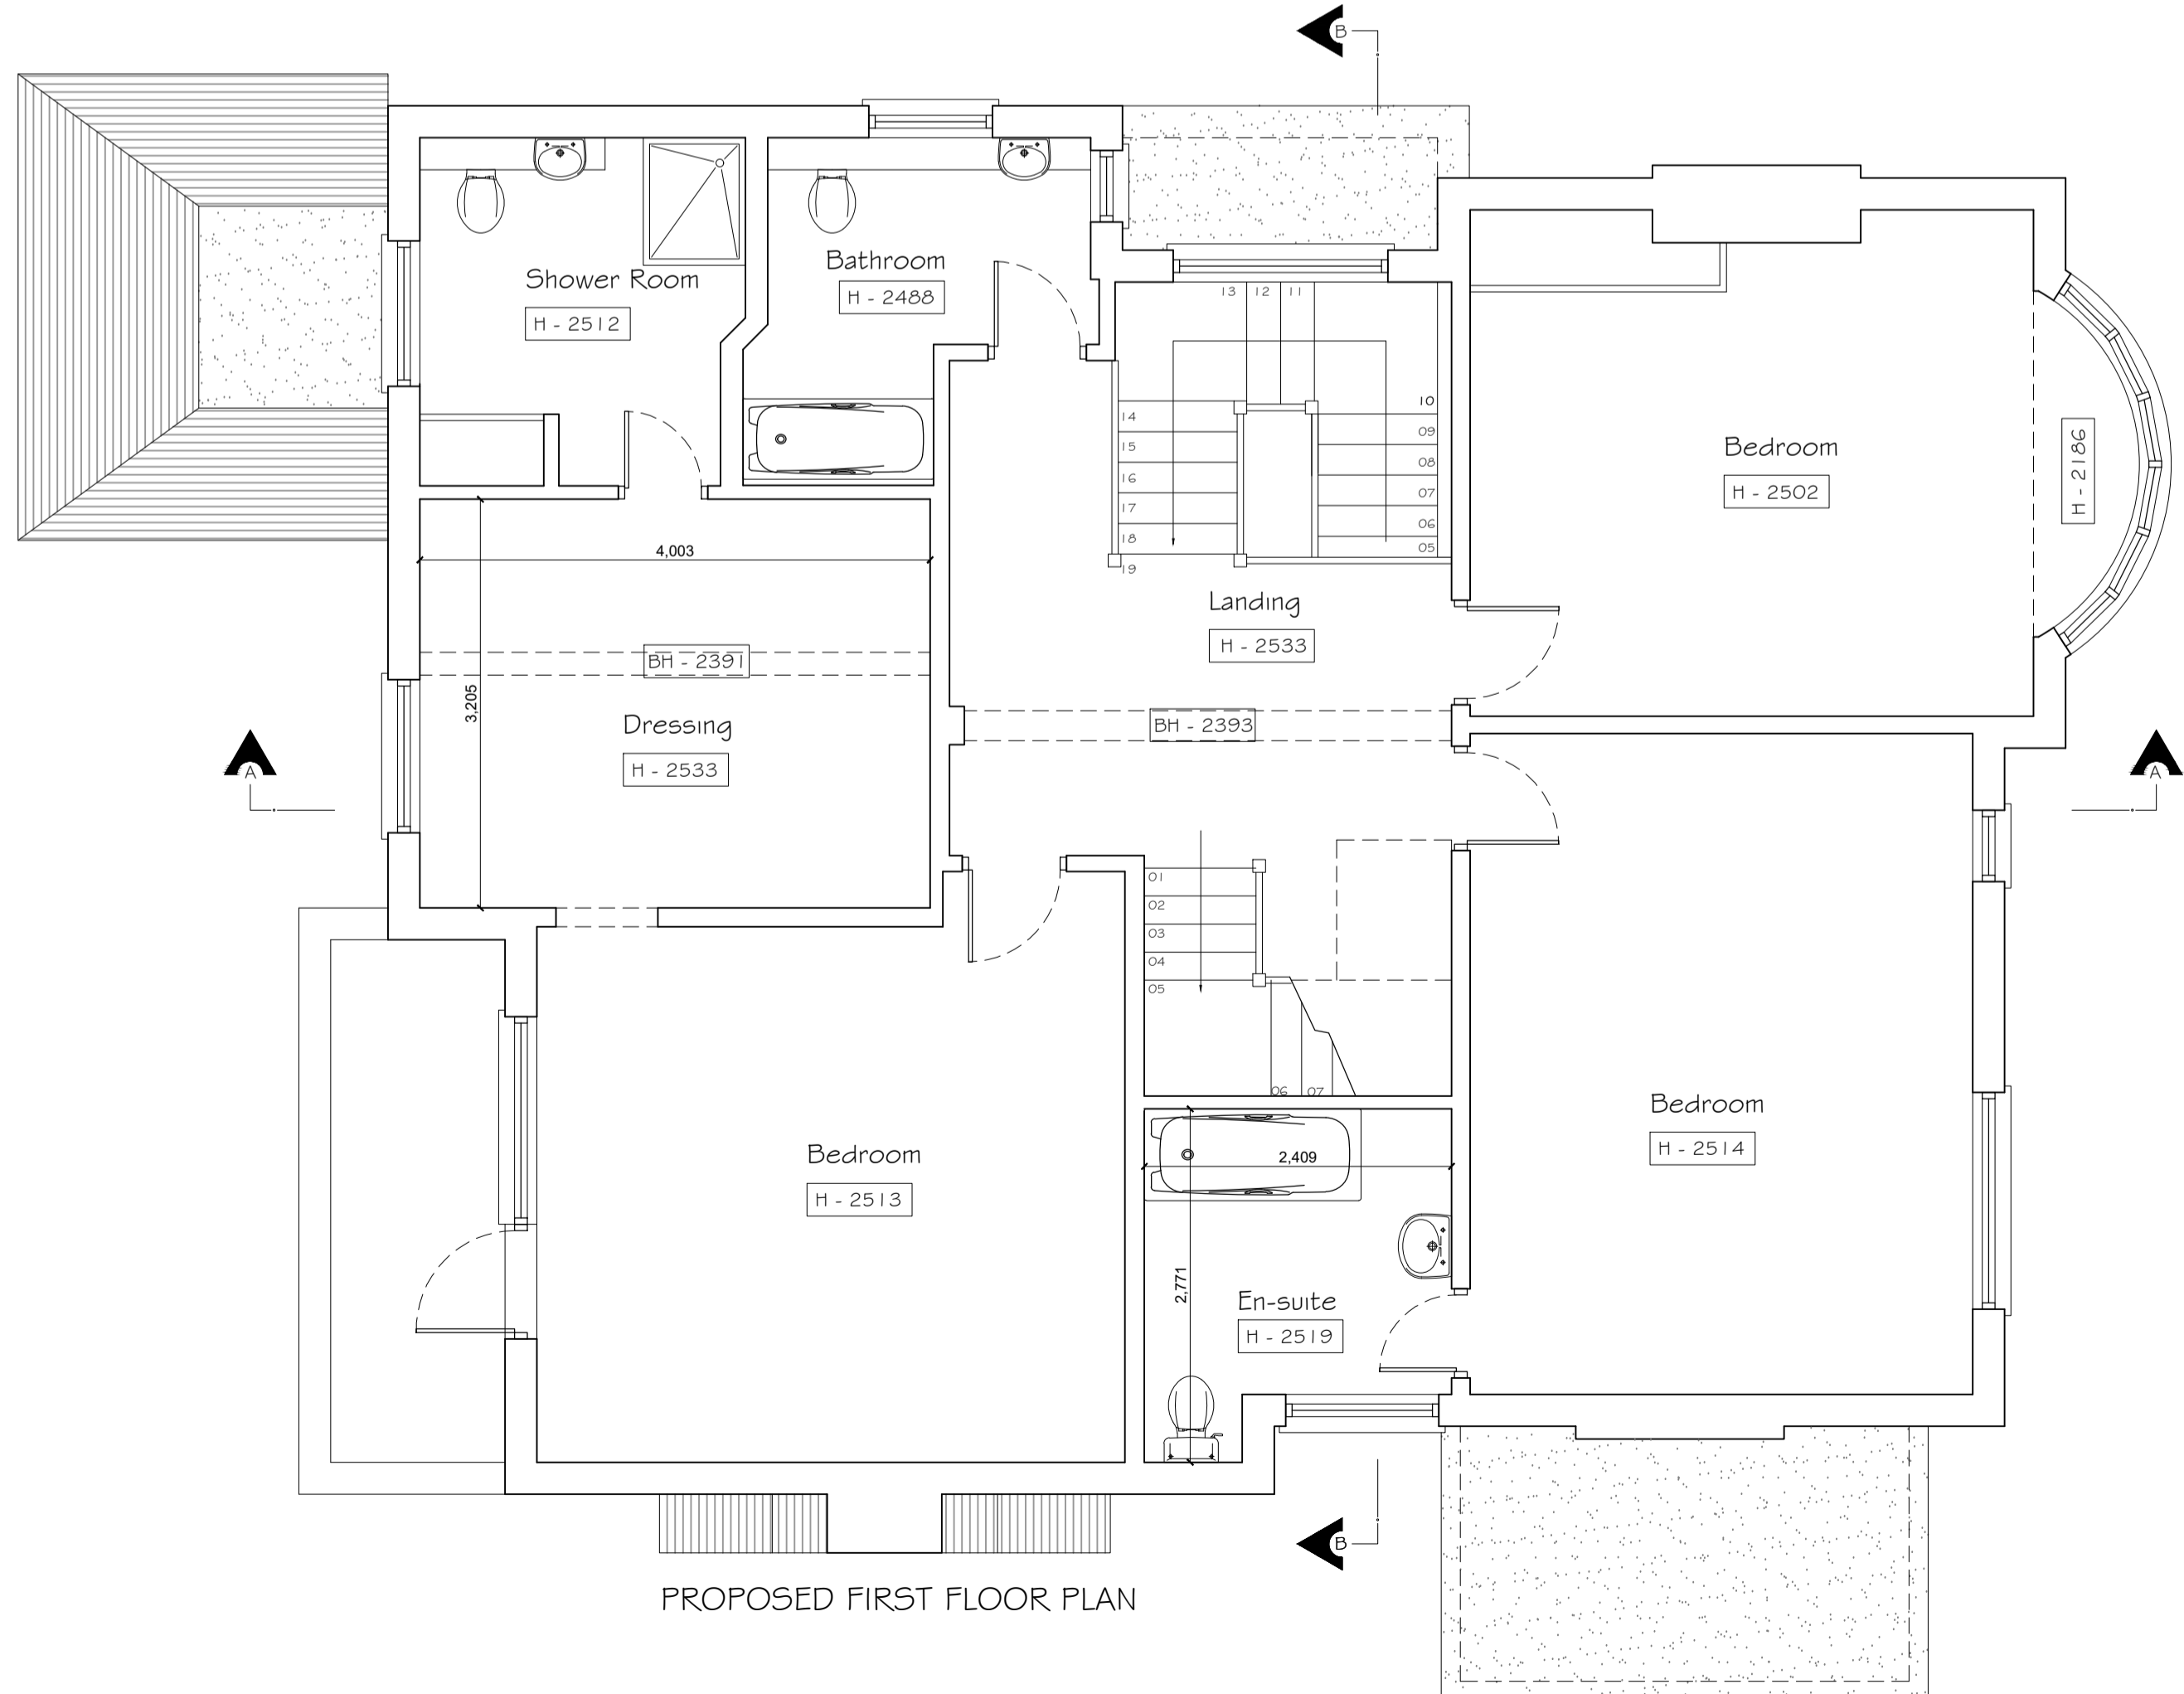 B
Shower Room
H - 2512
Bathroom
H - 2488
13 12 11
10
09
08
07
06
05
14
15
16
17
18
19
Bedroom
H - 2502
H - 2186
4,003
3,205
BH - 2391
Dressing
H - 2533
Landing
H - 2533
BH - 2393
A
A
01
02
03
04
05
06 07
Bedroom
H - 2513
Bedroom
H - 2514
2,409
2,771
En-suite
H - 2519
B
PROPOSED FIRST FLOOR PLAN